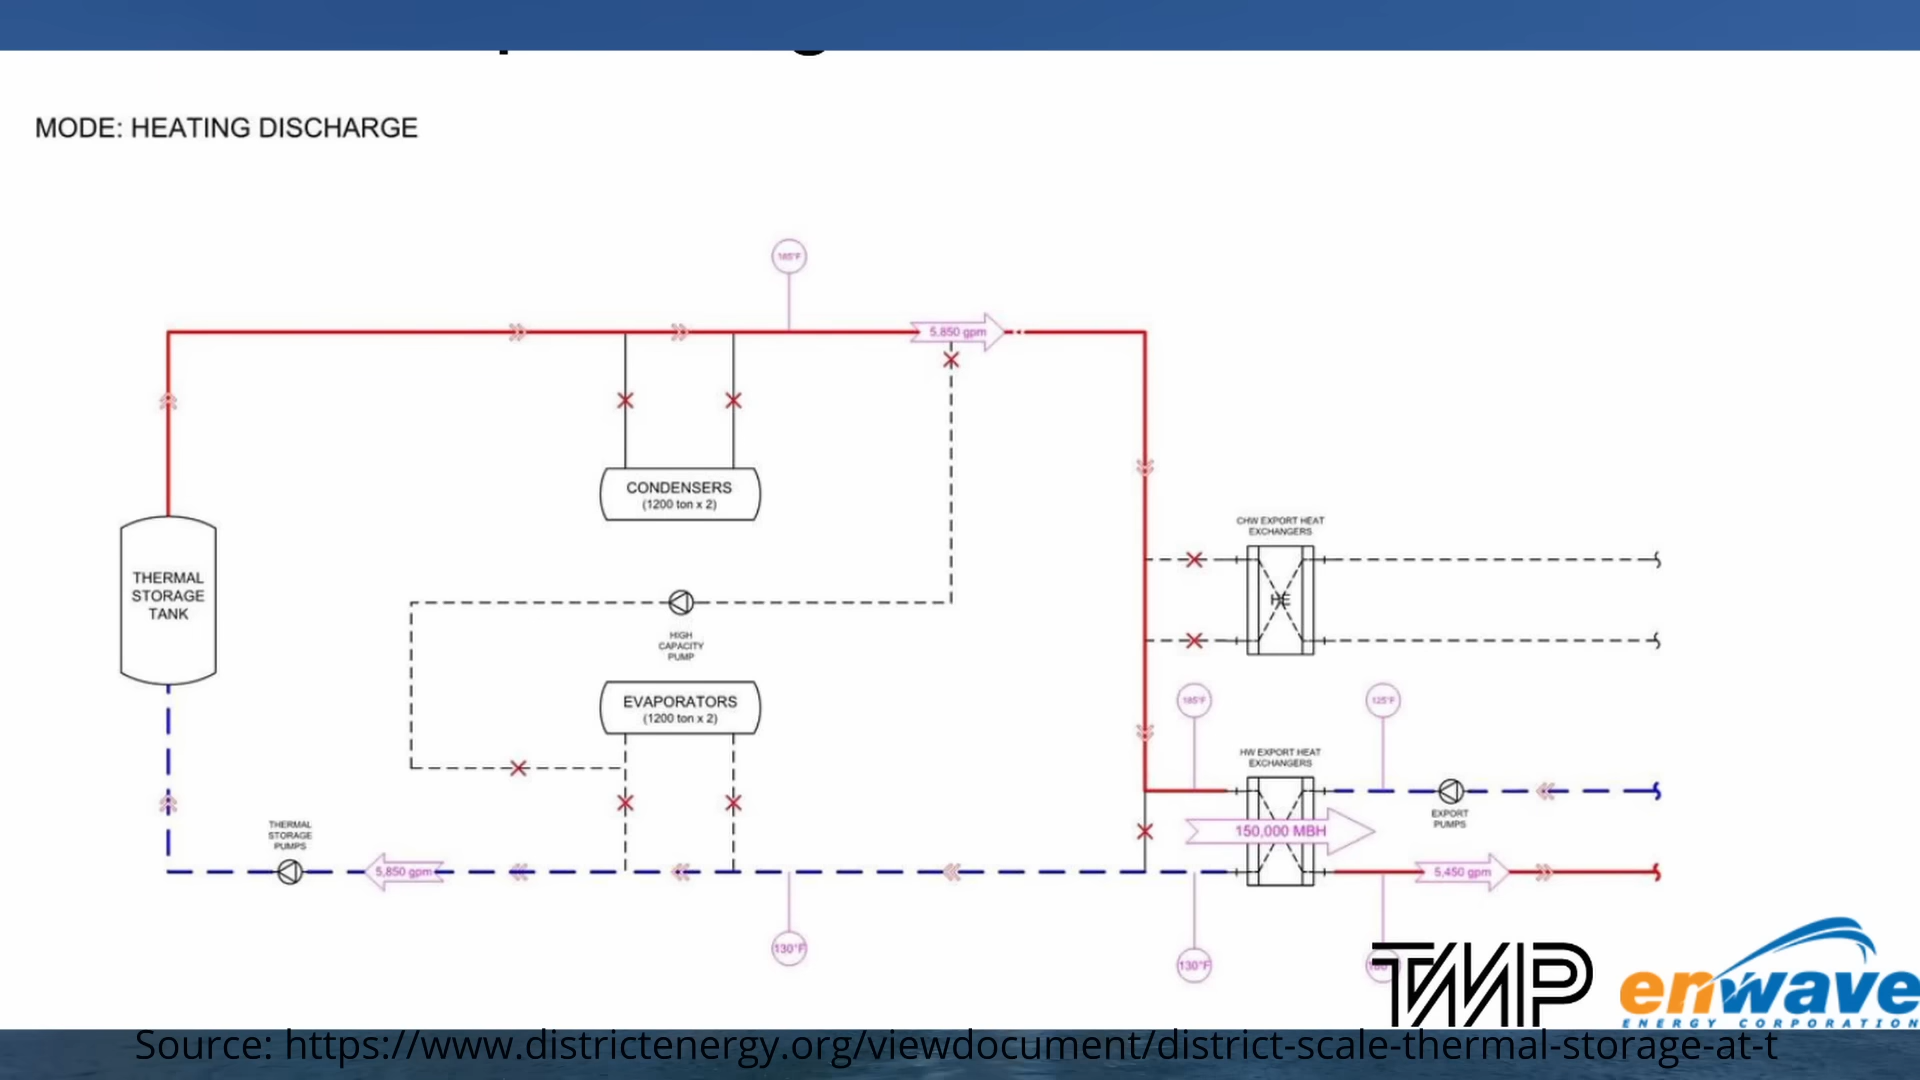 MODE: HEATING DISCHARGE
5,850 gpm
CONDENSERS
(1200 ton x 2)
CHW EXPORT HEAT
EXCHANGERS
HE
THERMAL
STORAGE
TANK
HIGH
CAPACITY
PUMP
EVAPORATORS
(1200 ton x 2)
185°F
125°F
HW EXPORT HEAT
EXCHANGERS
EXPORT
PUMPS
150,000 MBH
THERMAL
STORAGE
PUMPS
5,850 gpm
5,450 gpm
130°F
130°F
TMP
enwave
ENERGY CORPORATION
Source: https://www.districtenergy.org/viewdocument/district-scale-thermal-storage-at-t